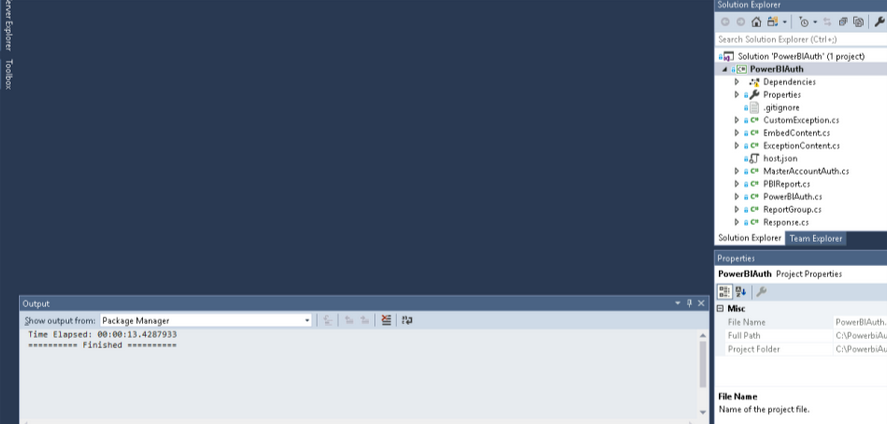 Server Explorer
Toolbox
Solution Explorer
Search Solution Explorer (Ctrl+;)
Solution 'PowerBIAuth' (1 project)
PowerBIAuth
Dependencies
Properties
.gitignore
CustomException.cs
EmbedContent.cs
ExceptionContent.cs
host.json
MasterAccountAuth.cs
PBIReport.cs
PowerBIAuth.cs
ReportGroup.cs
Response.cs
Solution Explorer Team Explorer
Properties
PowerBIAuth Project Properties
Misc
File Name PowerBIAuth.
Full Path C:\PowerbiAu
Project Folder C:\PowerbiAu
File Name
Name of the project file.
Output
Show output from: Package Manager
Time Elapsed: 00:00:13.4287933
========== Finished ==========